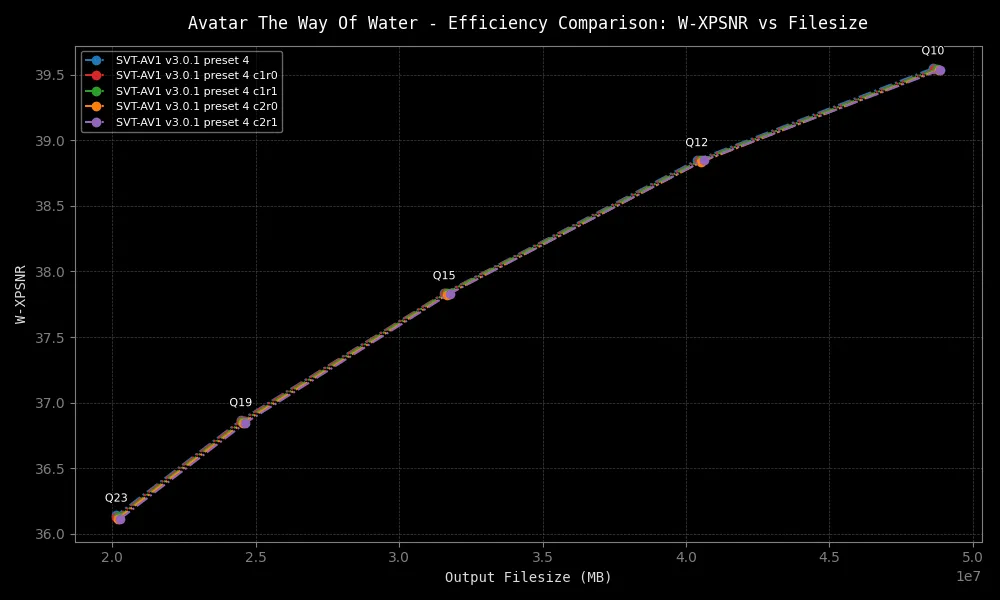 Avatar The Way Of Water - Efficiency Comparison: W-XPSNR vs Filesize
SVT-AV1 v3.0.1 preset 4
SVT-AV1 v3.0.1 preset 4 c1r0
SVT-AV1 v3.0.1 preset 4 c1r1
SVT-AV1 v3.0.1 preset 4 c2r0
SVT-AV1 v3.0.1 preset 4 c2r1
Q10
Q12
Q15
Q19
Q23
W-XPSNR
39.5
39.0
38.5
38.0
37.5
37.0
36.5
36.0
2.0 2.5 3.0 3.5 4.0 4.5 5.0
1e7
Output Filesize (MB)